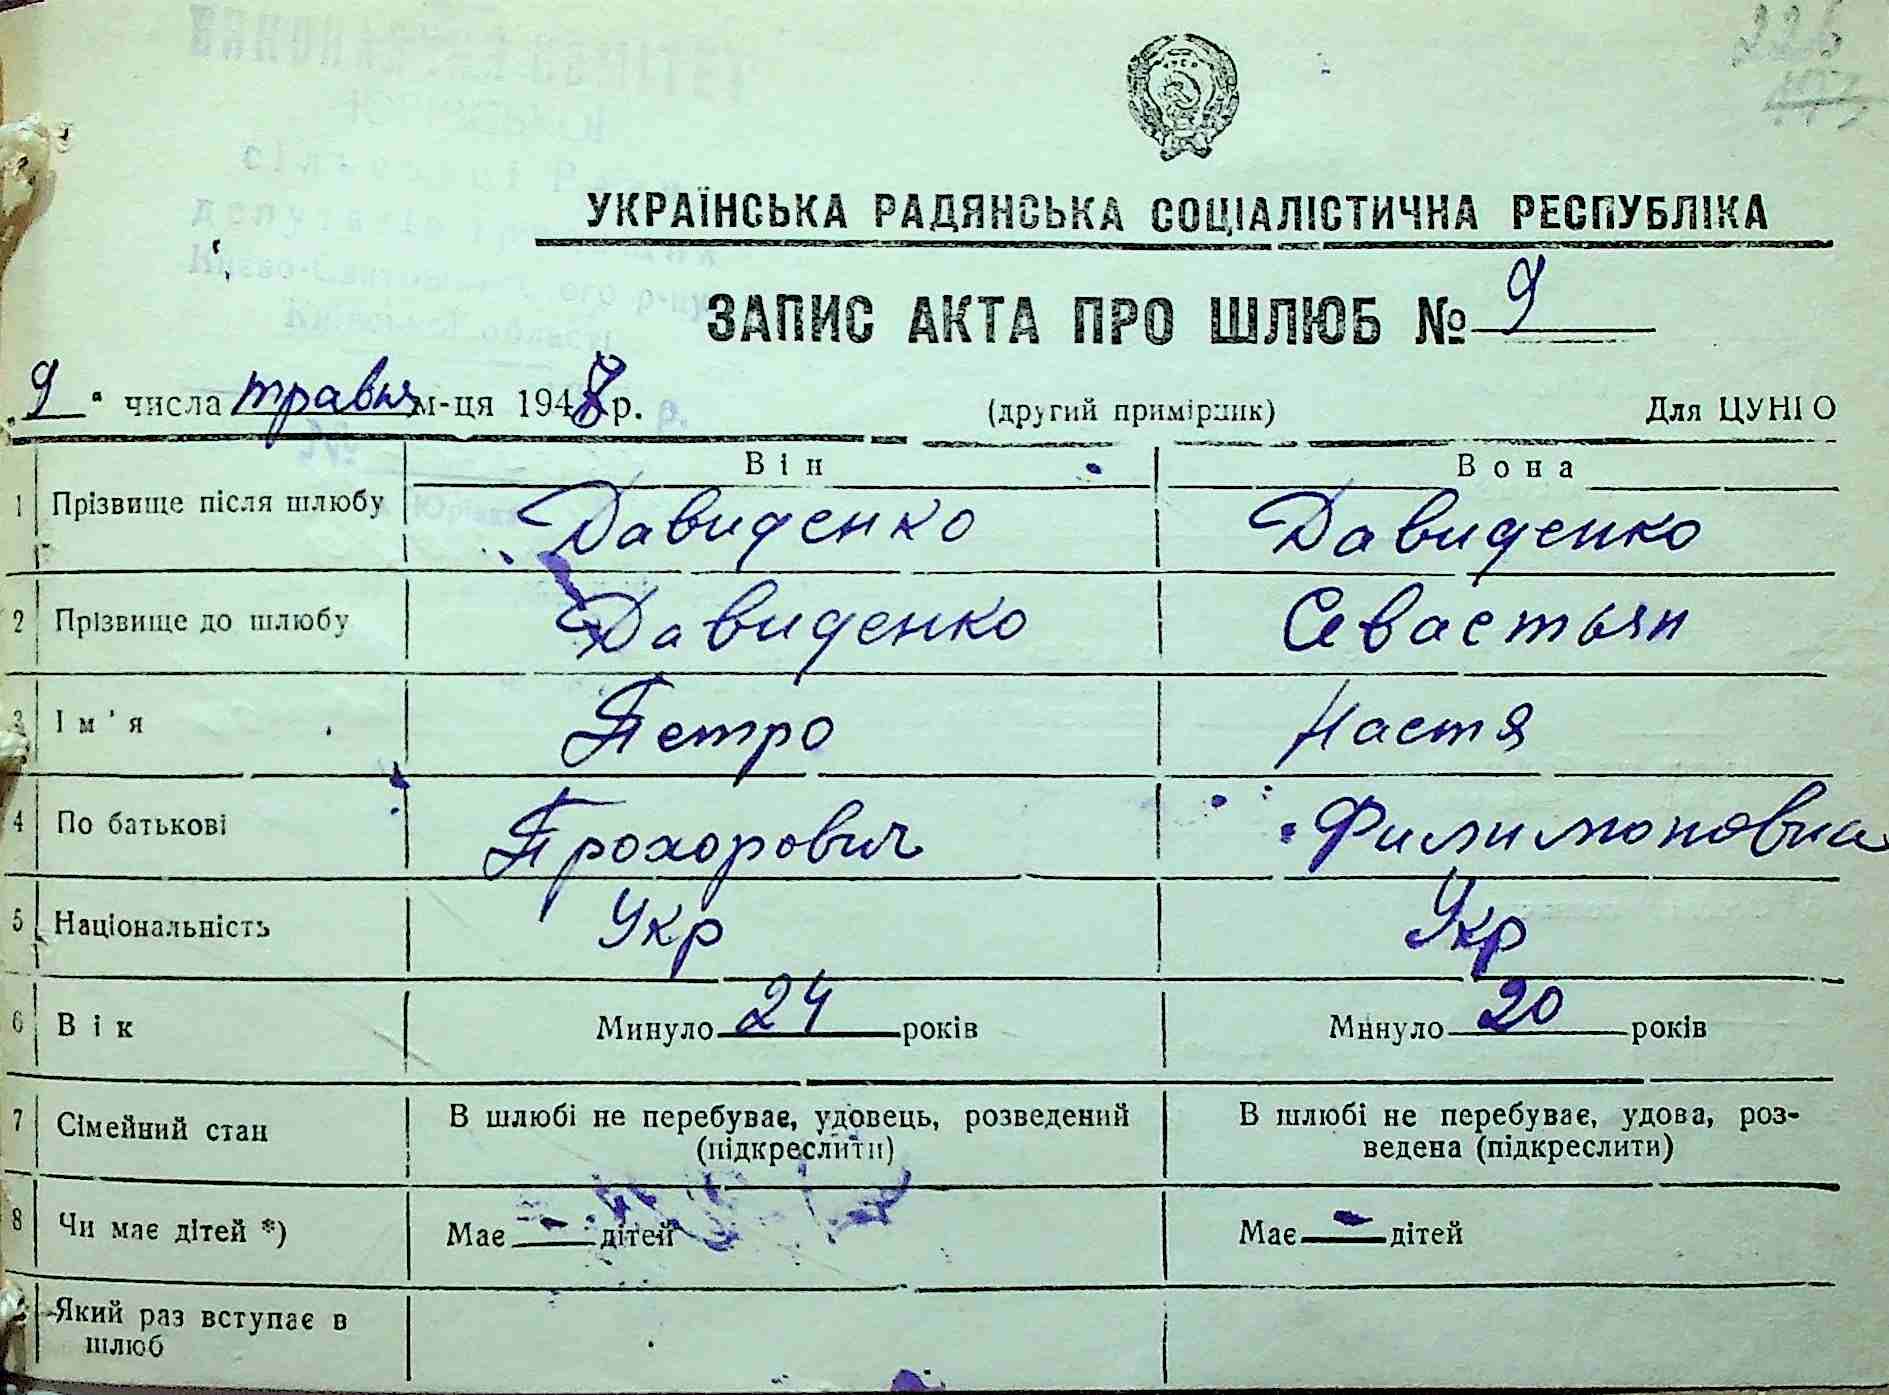 226
УКРАЇНСЬКА РАДЯНСЬКА СОЦІАЛІСТИЧНА РЕСПУБЛІКА
ЗАПИС АКТА ПРО ШЛЮБ № 9
„9“ числа травня м-ця 1948 р. (другий примірник) Для ЦУНІО
Він Вона
1 Прізвище після шлюбу Давиденко Давиденко
2 Прізвище до шлюбу Давиденко Севастьян
3 Ім'я Петро Настя
4 По батькові Прохорович Филимоновна
5 Національність Укр Укр
6 Вік Минуло 24 років Минуло 20 років
7 Сімейний стан В шлюбі не перебуває, удовець, розведений В шлюбі не перебуває, удова, роз-
(підкреслити) ведена (підкреслити)
8 Чи має дітей *) Має — дітей Має — дітей
Який раз вступає в
шлюб